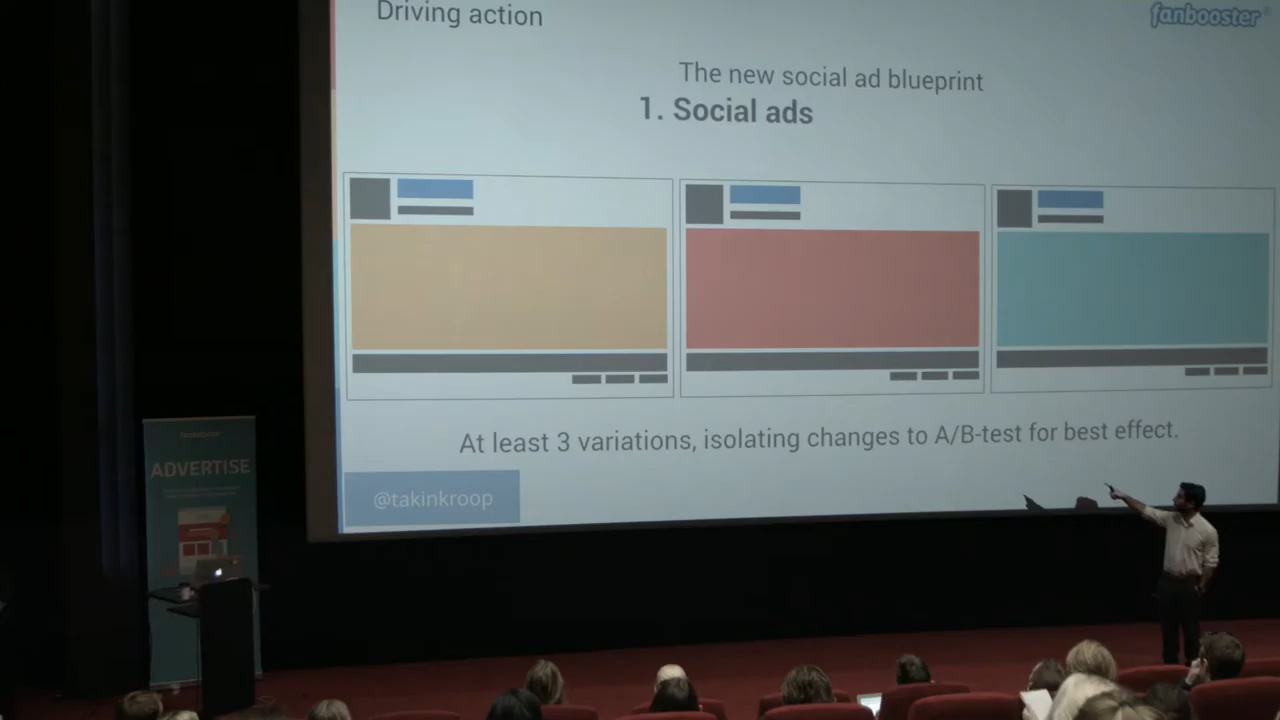 Driving action
fanbooster®
The new social ad blueprint
1. Social ads
At least 3 variations, isolating changes to A/B-test for best effect.
@takinkroop
ADVERTISE